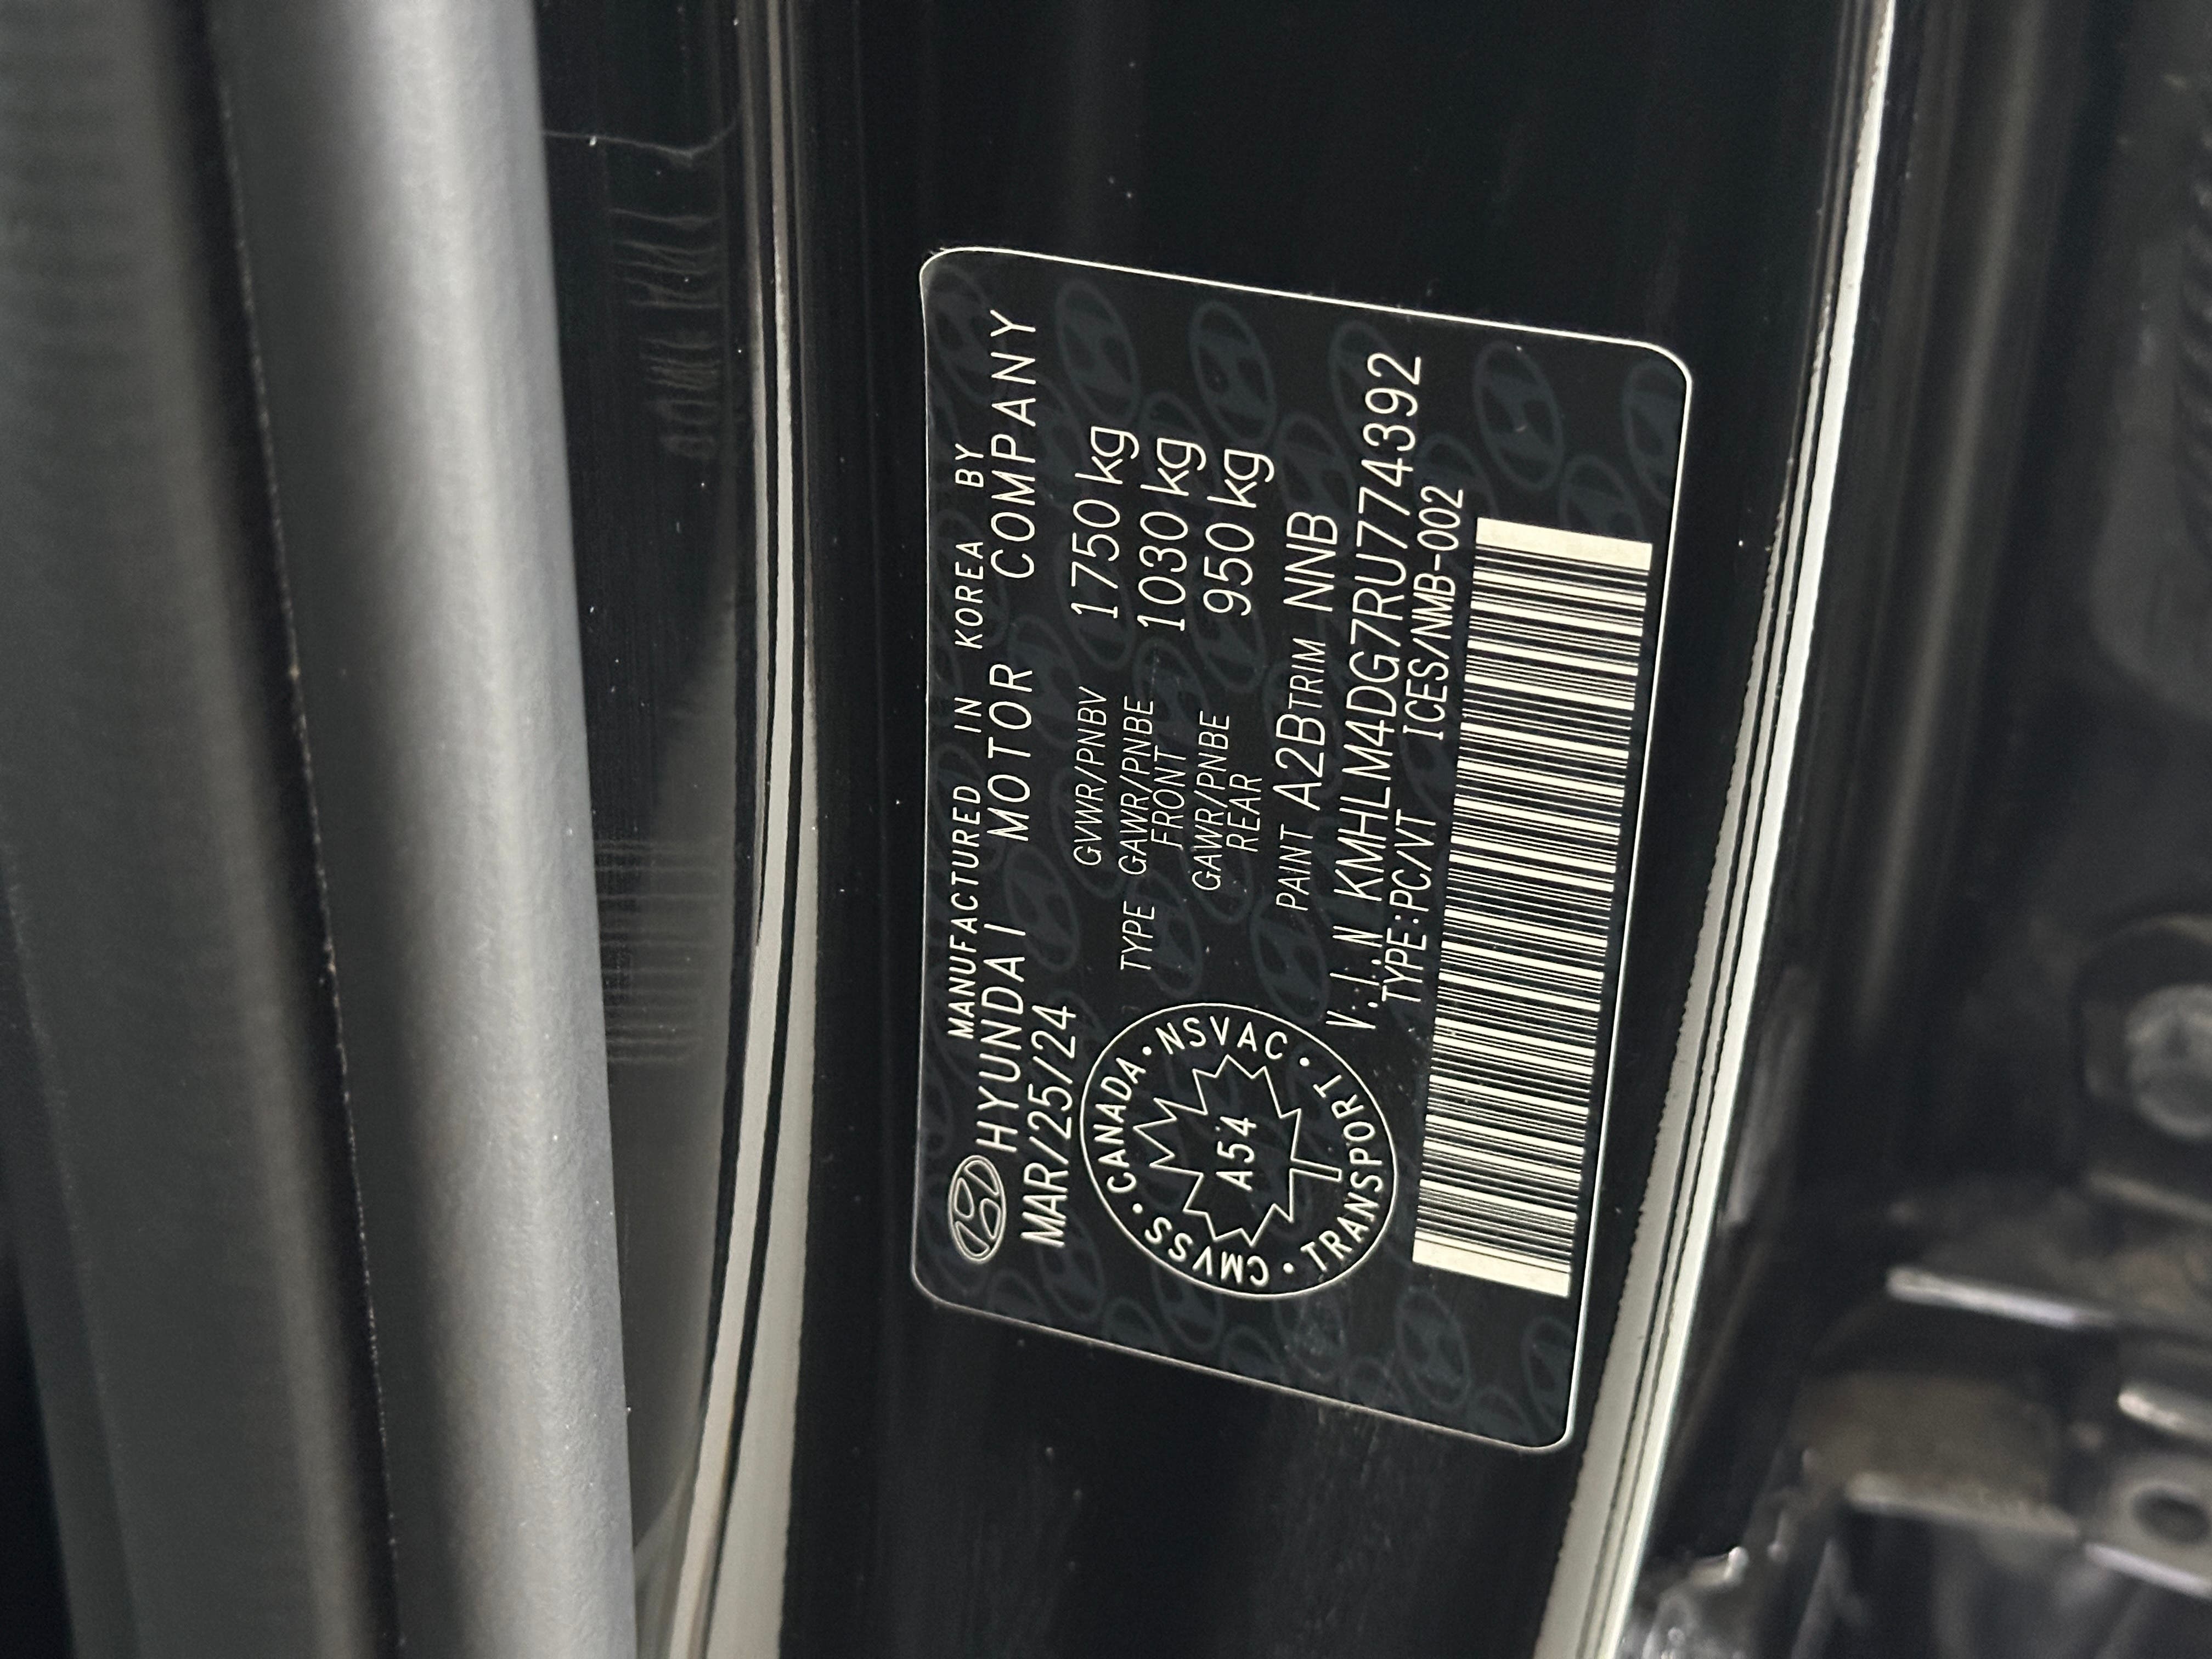 MANUFACTURED IN KOREA BY
HYUNDAI MOTOR COMPANY
MAR/25/24
GVWR/PNBV 1750 kg
TYPE GAWR/PNBE FRONT 1030 kg
GAWR/PNBE REAR 950 kg
PAINT A2B TRIM NNB
V.I.N KMHLM4DG7RU774392
TYPE:PC/VT ICES/NMB-002
CANADA · NSVAC · TRANSPORT · CMVSS ·
A54